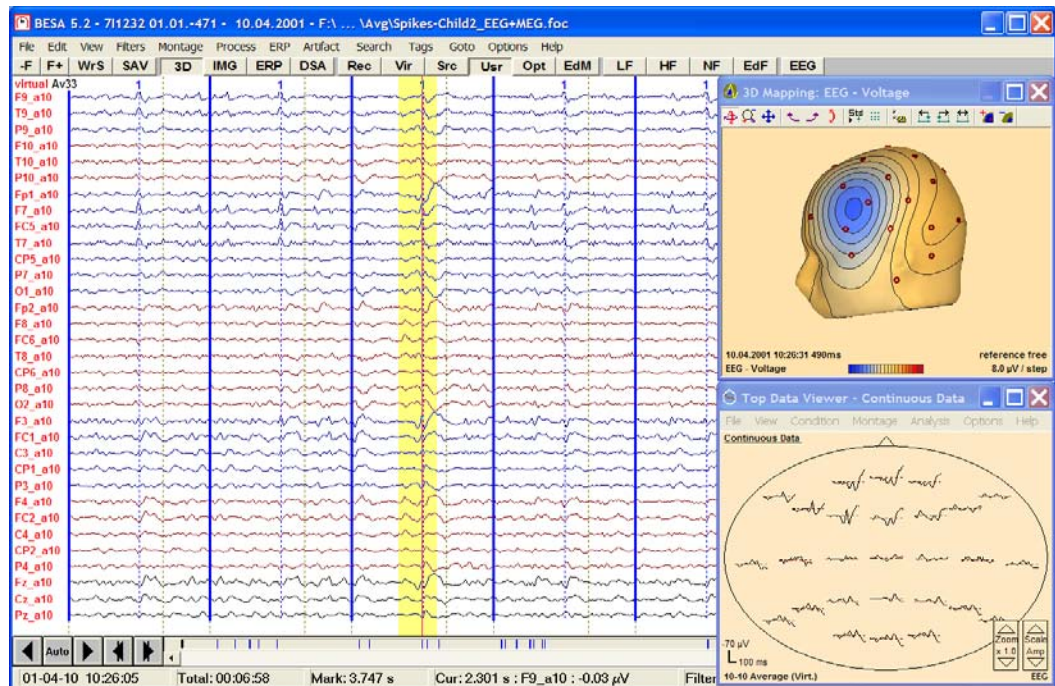 BESA 5.2 - 7I1232 01.01.-471 - 10.04.2001 - F:\ ... \Avg\Spikes-Child2_EEG+MEG.foc
File Edit View Filters Montage Process ERP Artifact Search Tags Goto Options Help
-F F+ WrS SAV 3D IMG ERP DSA Rec Vir Src Usr Opt EdM LF HF NF EdF EEG
virtual Av33
1 1 1 1 1
F9_a10
T9_a10
P9_a10
F10_a10
T10_a10
P10_a10
Fp1_a10
F7_a10
FC5_a10
T7_a10
CP5_a10
P7_a10
O1_a10
Fp2_a10
F8_a10
FC6_a10
T8_a10
CP6_a10
P8_a10
O2_a10
F3_a10
FC1_a10
C3_a10
CP1_a10
P3_a10
F4_a10
FC2_a10
C4_a10
CP2_a10
P4_a10
Fz_a10
Cz_a10
Pz_a10
Auto
01-04-10 10:26:05 Total: 00:06:58 Mark: 3.747 s Cur: 2.301 s : F9_a10 : -0.03 µV Filter
3D Mapping: EEG - Voltage
Std
10.04.2001 10:26:31 490ms reference free
EEG - Voltage 8.0 µV / step
Top Data Viewer - Continuous Data
File View Condition Montage Analysis Options Help
Continuous Data
-70 µV
100 ms
Zoom x 1.0
Scale Amp
10-10 Average (Virt.) EEG